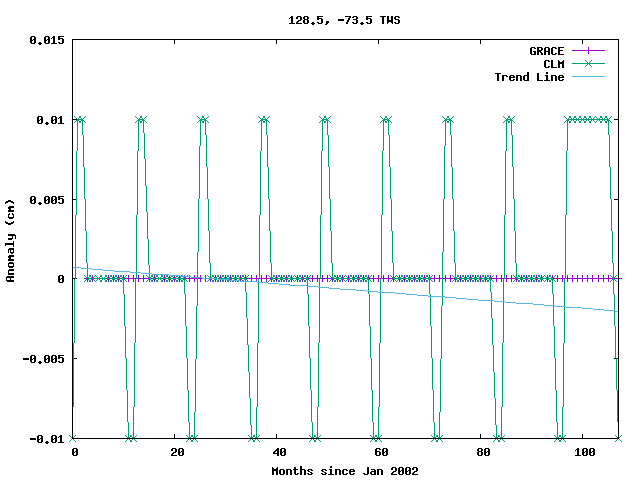 128.5, -73.5 TWS
0.015
GRACE
CLM
Trend Line
0.01
0.005
Anomaly (cm)
0
-0.005
-0.01
0 20 40 60 80 100
Months since Jan 2002